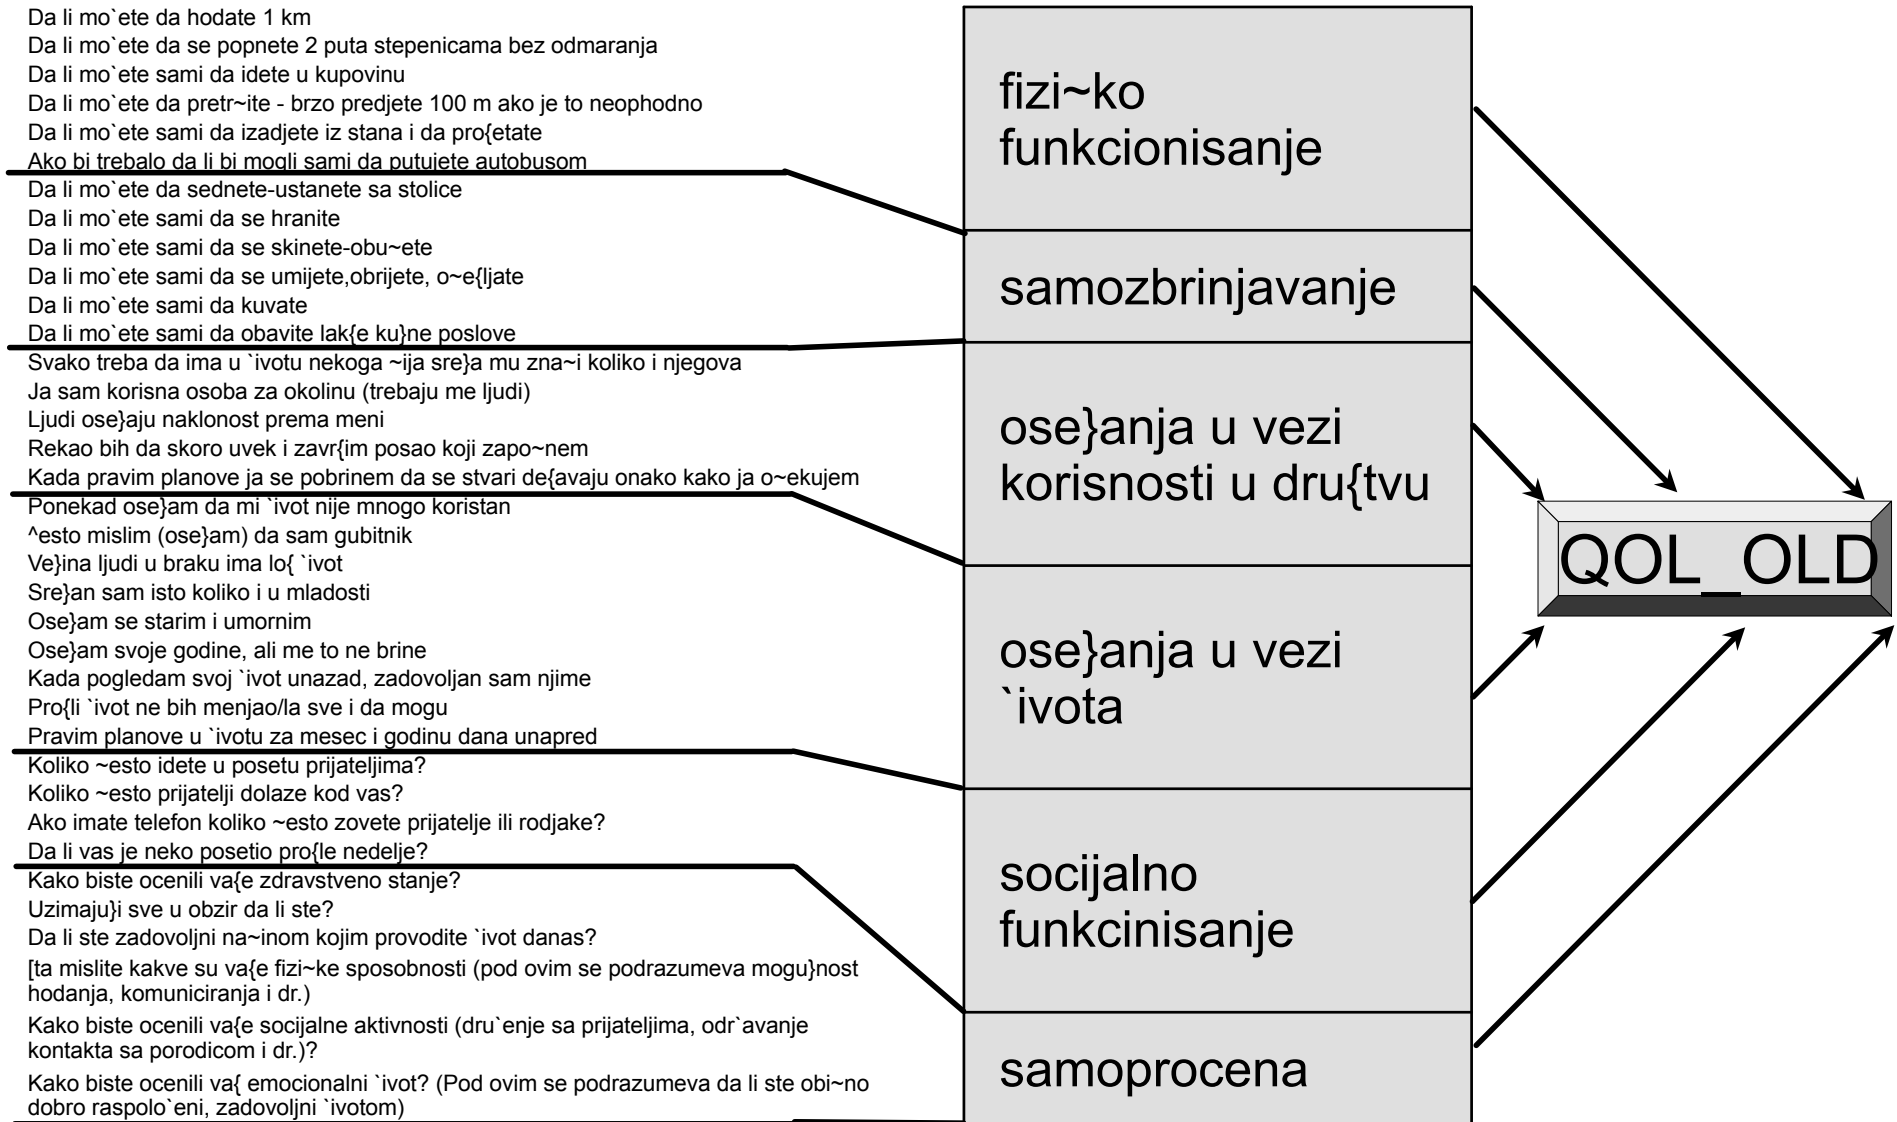 Da li mo`ete da hodate 1 km
Da li mo`ete da se popnete 2 puta stepenicama bez odmaranja
Da li mo`ete sami da idete u kupovinu
Da li mo`ete da pretr~ite - brzo predjete 100 m ako je to neophodno
Da li mo`ete sami da izadjete iz stana i da pro{etate
Ako bi trebalo da li bi mogli sami da putujete autobusom
Da li mo`ete da sednete-ustanete sa stolice
Da li mo`ete sami da se hranite
Da li mo`ete sami da se skinete-obu~ete
Da li mo`ete sami da se umijete,obrijete, o~e{ljate
Da li mo`ete sami da kuvate
Da li mo`ete sami da obavite lak{e ku}ne poslove
Svako treba da ima u `ivotu nekoga ~ija sre}a mu zna~i koliko i njegova
Ja sam korisna osoba za okolinu (trebaju me ljudi)
Ljudi ose}aju naklonost prema meni
Rekao bih da skoro uvek i zavr{im posao koji zapo~nem
Kada pravim planove ja se pobrinem da se stvari de{avaju onako kako ja o~ekujem
Ponekad ose}am da mi `ivot nije mnogo koristan
^esto mislim (ose}am) da sam gubitnik
Ve}ina ljudi u braku ima lo{ `ivot
Sre}an sam isto koliko i u mladosti
Ose}am se starim i umornim
Ose}am svoje godine, ali me to ne brine
Kada pogledam svoj `ivot unazad, zadovoljan sam njime
Pro{li `ivot ne bih menjao/la sve i da mogu
Pravim planove u `ivotu za mesec i godinu dana unapred
Koliko ~esto idete u posetu prijateljima?
Koliko ~esto prijatelji dolaze kod vas?
Ako imate telefon koliko ~esto zovete prijatelje ili rodjake?
Da li vas je neko posetio pro{le nedelje?
Kako biste ocenili va{e zdravstveno stanje?
Uzimaju}i sve u obzir da li ste?
Da li ste zadovoljni na~inom kojim provodite `ivot danas?
[ta mislite kakve su va{e fizi~ke sposobnosti (pod ovim se podrazumeva mogu}nost
hodanja, komuniciranja i dr.)
Kako biste ocenili va{e socijalne aktivnosti (dru`enje sa prijateljima, odr`avanje
kontakta sa porodicom i dr.)?
Kako biste ocenili va{ emocionalni `ivot? (Pod ovim se podrazumeva da li ste obi~no
dobro raspolo`eni, zadovoljni `ivotom)
fizi~ko
funkcionisanje
samozbrinjavanje
ose}anja u vezi
korisnosti u dru{tvu
ose}anja u vezi
`ivota
socijalno
funkcinisanje
samoprocena
QOL_OLD